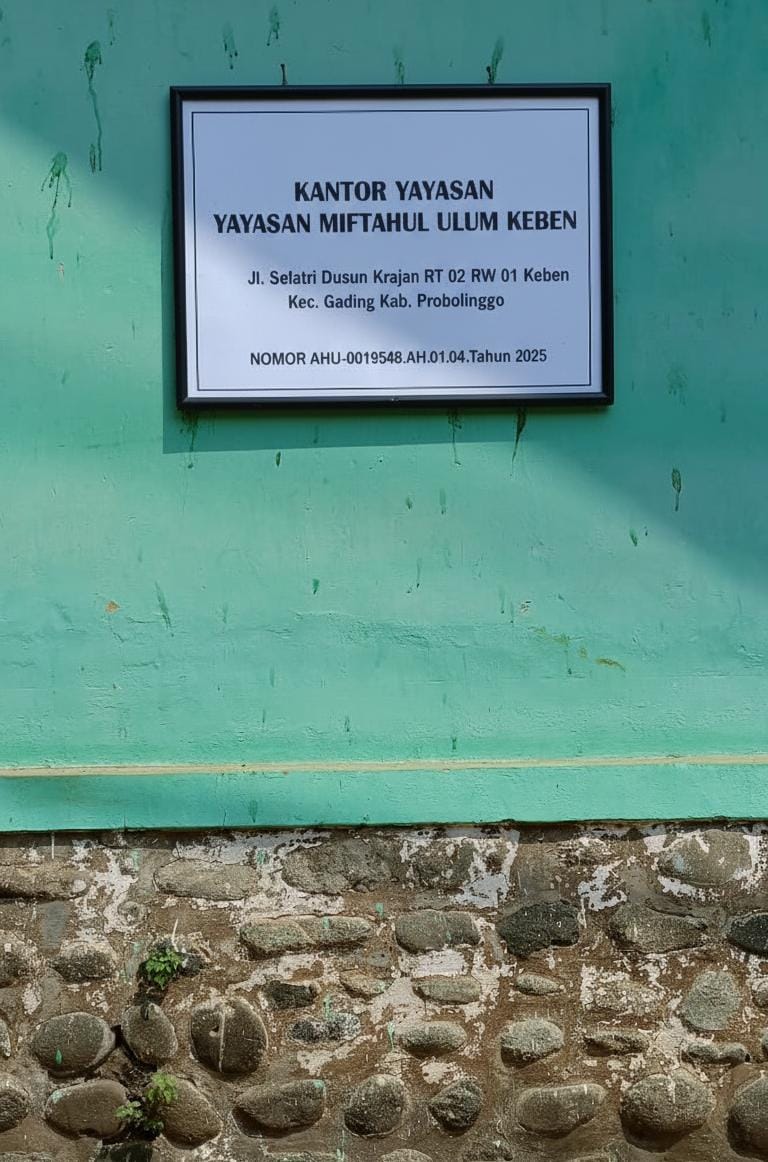 KANTOR YAYASAN
YAYASAN MIFTAHUL ULUM KEBEN
Jl. Selatri Dusun Krajan RT 02 RW 01 Keben
Kec. Gading Kab. Probolinggo
NOMOR AHU-0019548.AH.01.04.Tahun 2025